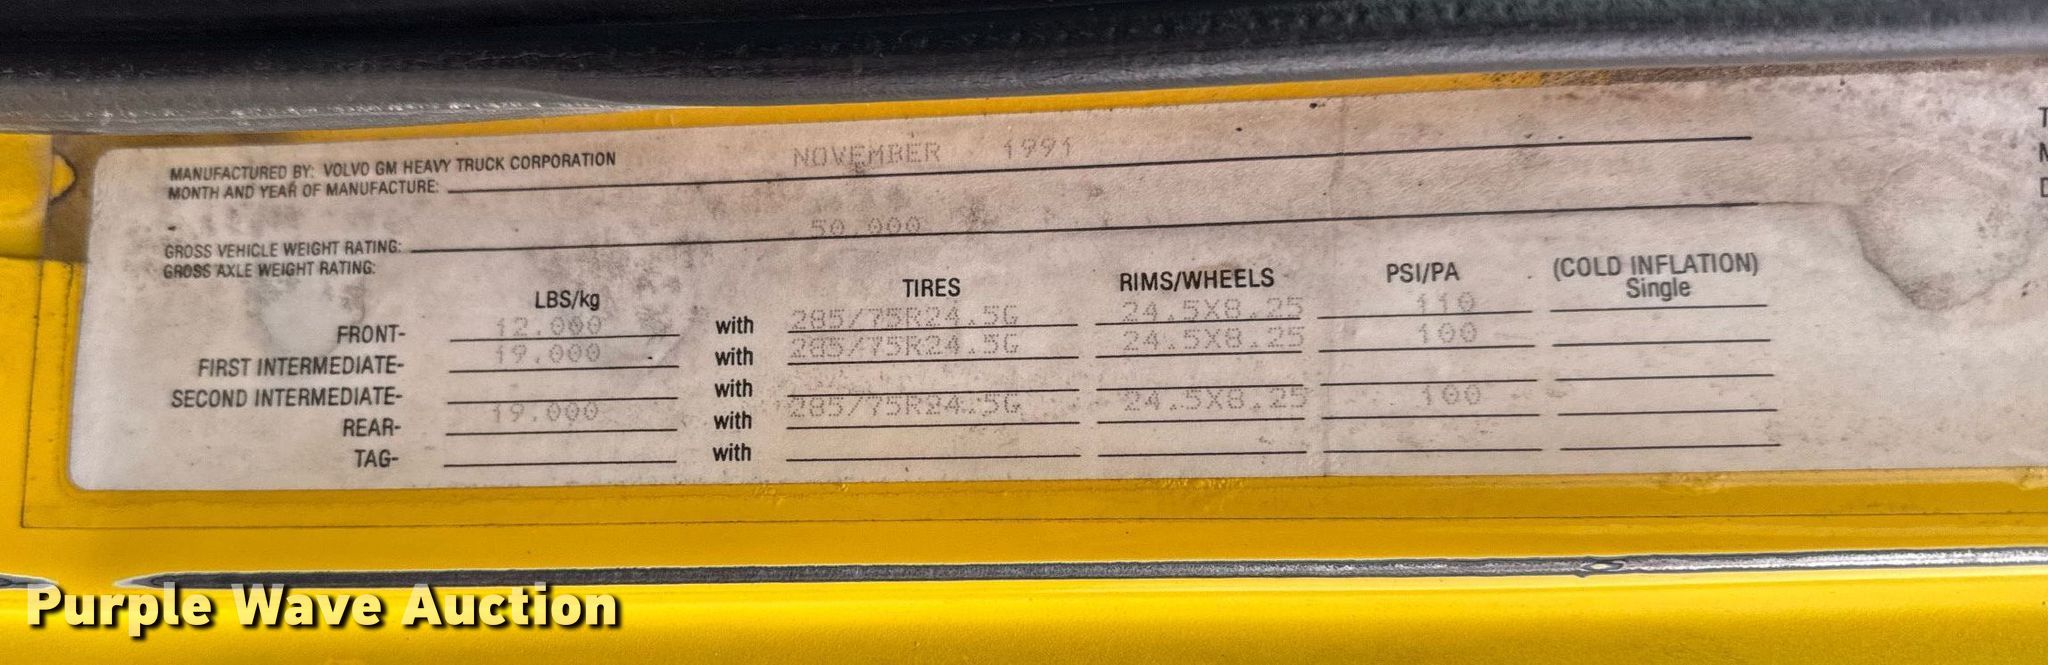 MANUFACTURED BY: VOLVO GM HEAVY TRUCK CORPORATION
MONTH AND YEAR OF MANUFACTURE: NOVEMBER 1991
GROSS VEHICLE WEIGHT RATING: 50.000
GROSS AXLE WEIGHT RATING:
LBS/kg TIRES RIMS/WHEELS PSI/PA (COLD INFLATION)
Single
FRONT- 12.000 with 285/75R24.5G 24.5X8.25 110
FIRST INTERMEDIATE- 19.000 with 285/75R24.5G 24.5X8.25 100
SECOND INTERMEDIATE- with
REAR- 19.000 with 285/75R24.5G 24.5X8.25 100
TAG- with
Purple Wave Auction